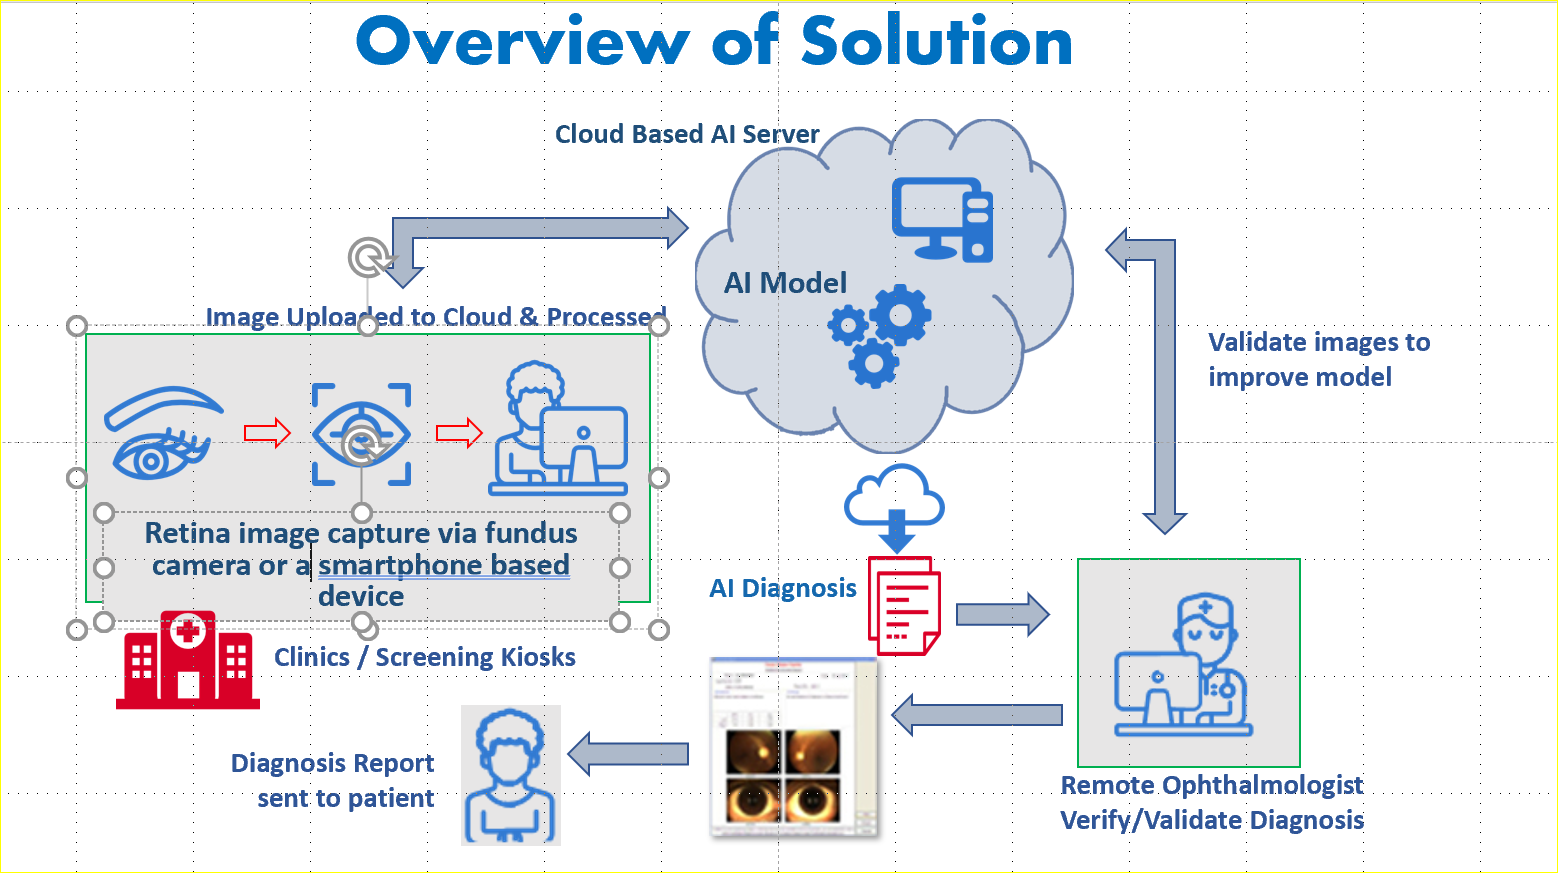 Overview of Solution
Cloud Based AI Server
AI Model
Image Uploaded to Cloud & Processed
Validate images to
improve model
Retina image capture via fundus
camera or a smartphone based
device
AI Diagnosis
Clinics / Screening Kiosks
Diagnosis Report
sent to patient
Remote Ophthalmologist
Verify/Validate Diagnosis